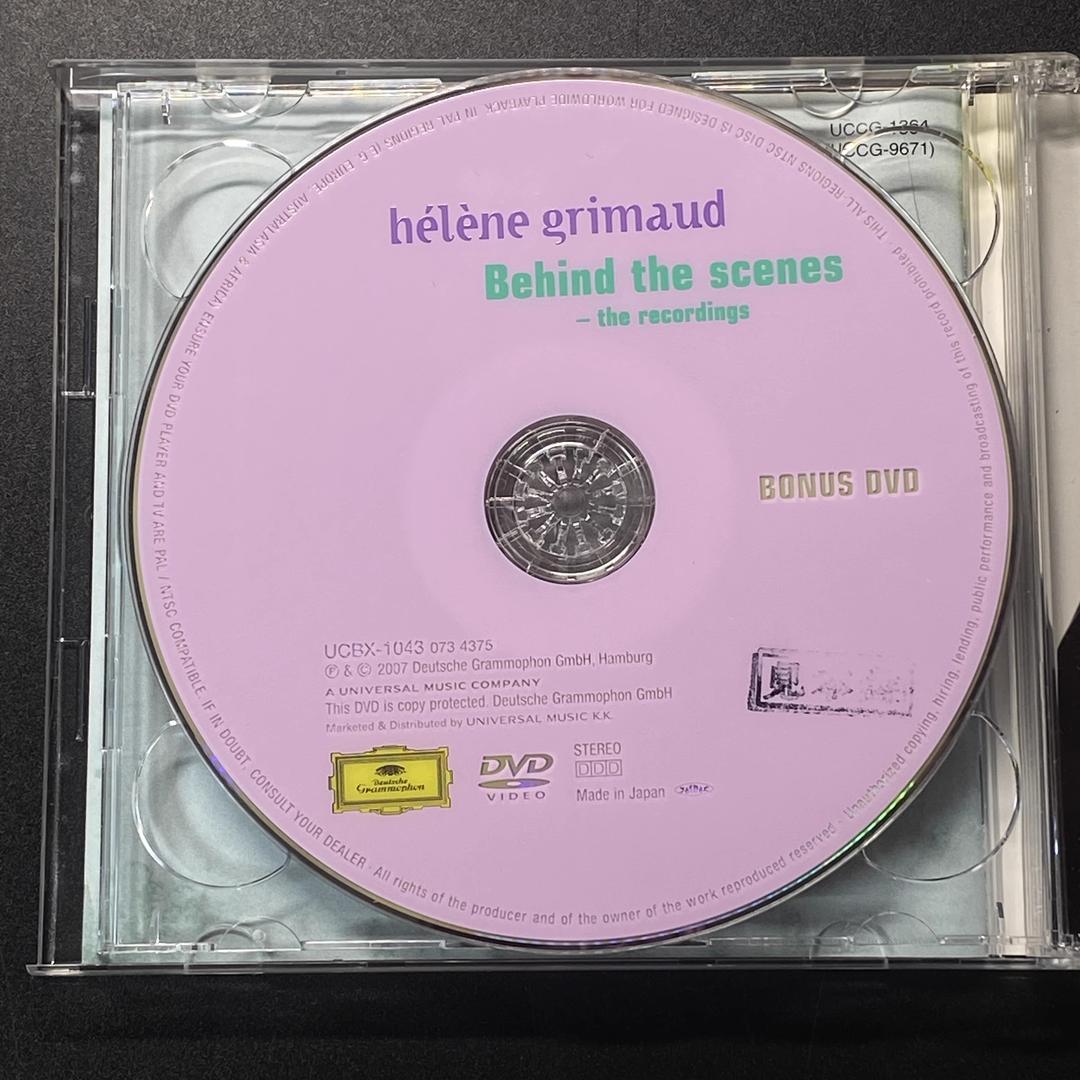 UCCG-1364
(UCCG-9671)
hélène grimaud
Behind the scenes
– the recordings
BONUS DVD
UCBX-1043 073 4375
Ⓟ & © 2007 Deutsche Grammophon GmbH, Hamburg
A UNIVERSAL MUSIC COMPANY
This DVD is copy protected. Deutsche Grammophon GmbH
Marketed & Distributed by UNIVERSAL MUSIC K.K.
見本
Deutsche
Grammophon
DVD
VIDEO
STEREO
DDD
Made in Japan
THIS ALL-REGIONS NTSC DISC IS DESIGNED FOR WORLDWIDE PLAYBACK. IN PAL REGIONS (E.G. EUROPE, AUSTRALASIA & AFRICA) ENSURE YOUR DVD PLAYER AND TV ARE PAL / NTSC COMPATIBLE. IF IN DOUBT, CONSULT YOUR DEALER · All rights of the producer and of the owner of the work reproduced reserved · Unauthorized copying, hiring, lending, public performance and broadcasting of this record prohibited ·